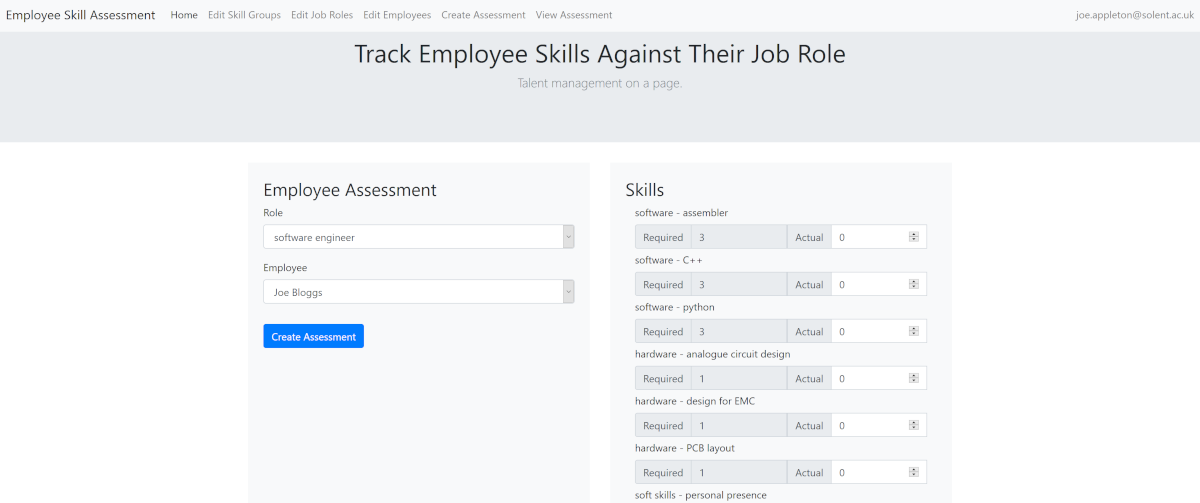 Employee Skill Assessment Home Edit Skill Groups Edit Job Roles Edit Employees Create Assessment View Assessment joe.appleton@solent.ac.uk
Track Employee Skills Against Their Job Role
Talent management on a page.
Employee Assessment
Role
software engineer
Employee
Joe Bloggs
Create Assessment
Skills
software - assembler
Required 3 Actual 0
software - C++
Required 3 Actual 0
software - python
Required 3 Actual 0
hardware - analogue circuit design
Required 1 Actual 0
hardware - design for EMC
Required 1 Actual 0
hardware - PCB layout
Required 1 Actual 0
soft skills - personal presence